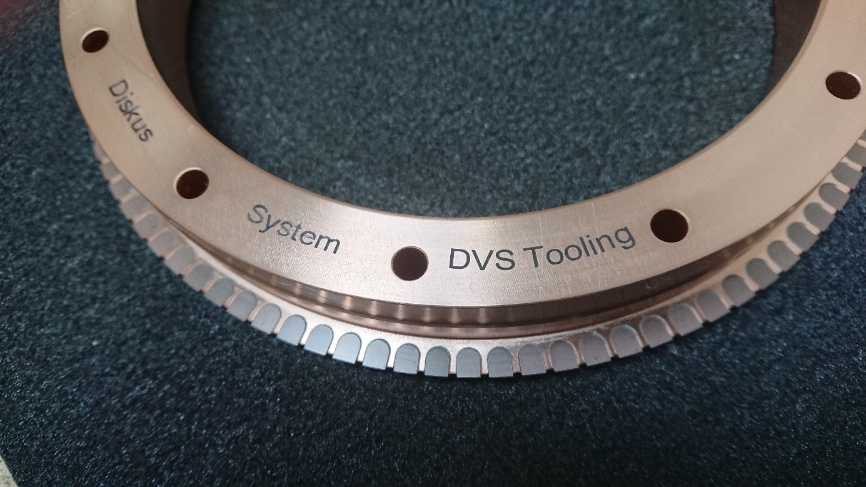 Diskus
System
DVS Tooling